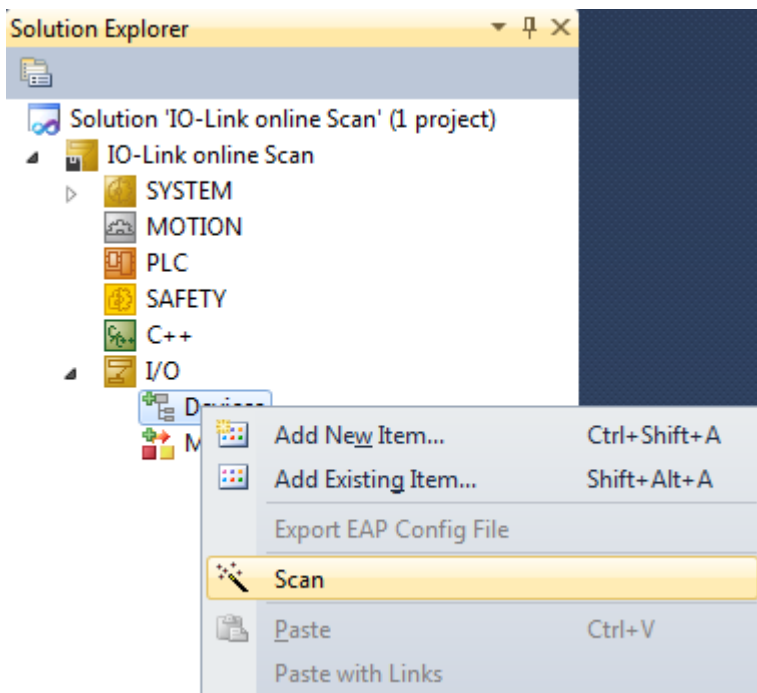 Solution Explorer
Solution 'IO-Link online Scan' (1 project)
IO-Link online Scan
SYSTEM
MOTION
PLC
SAFETY
C++
I/O
Add New Item... Ctrl+Shift+A
Add Existing Item... Shift+Alt+A
Export EAP Config File
Scan
Paste Ctrl+V
Paste with Links